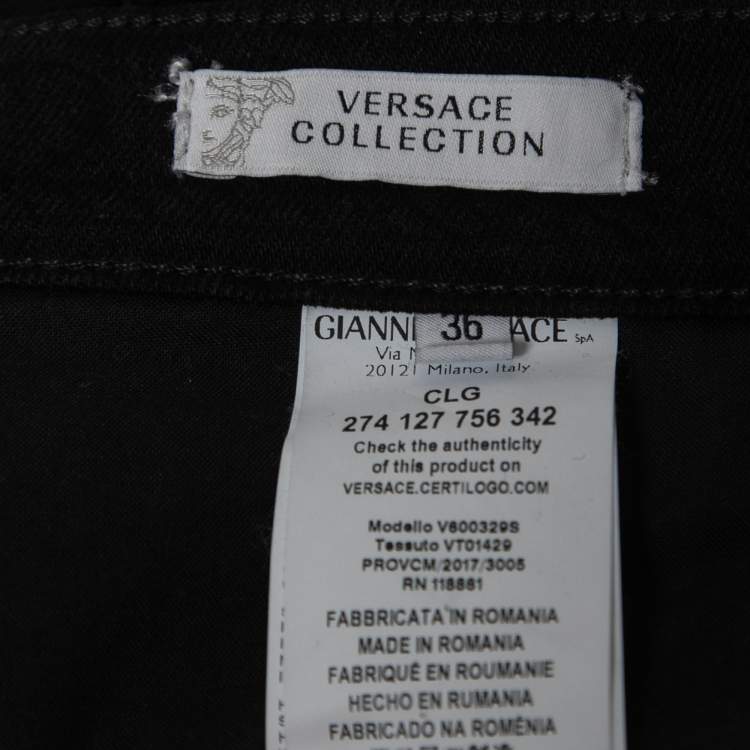 VERSACE
COLLECTION
GIANN 36 ACE SpA
Via
20121 Milano, Italy
CLG
274 127 756 342
Check the authenticity
of this product on
VERSACE.CERTILOGO.COM
Modello V600329S
Tessuto VT01429
PROVCM/2017/3005
RN 118881
FABBRICATA IN ROMANIA
MADE IN ROMANIA
FABRIQUÉ EN ROUMANIE
HECHO EN RUMANIA
FABRICADO NA ROMÉNIA